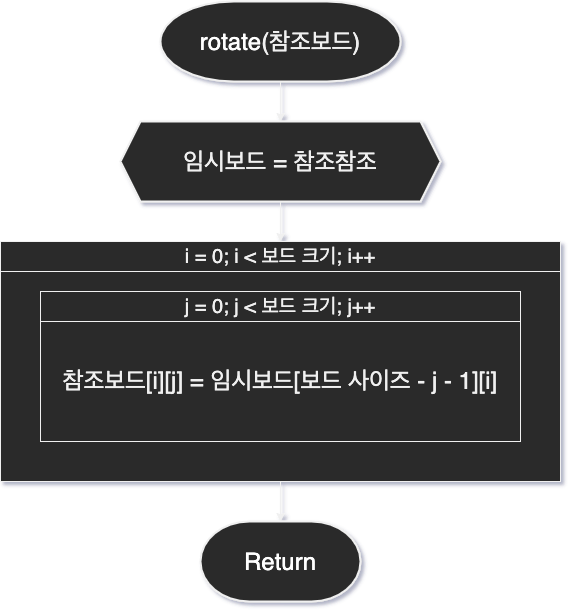 rotate(참조보드)
임시보드 = 참조참조
i = 0; i < 보드 크기; i++
j = 0; j < 보드 크기; j++
참조보드[i][j] = 임시보드[보드 사이즈 - j - 1][i]
Return